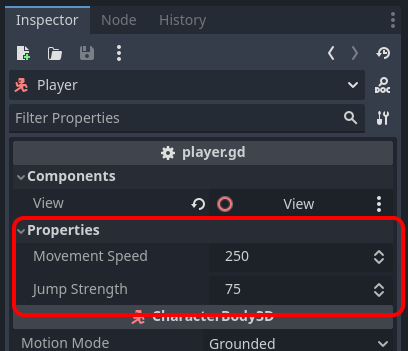 Inspector Node History
Player
DOC
Filter Properties
player.gd
Components
View View
Properties
Movement Speed 250
Jump Strength 75
CharacterBody3D
Motion Mode Grounded